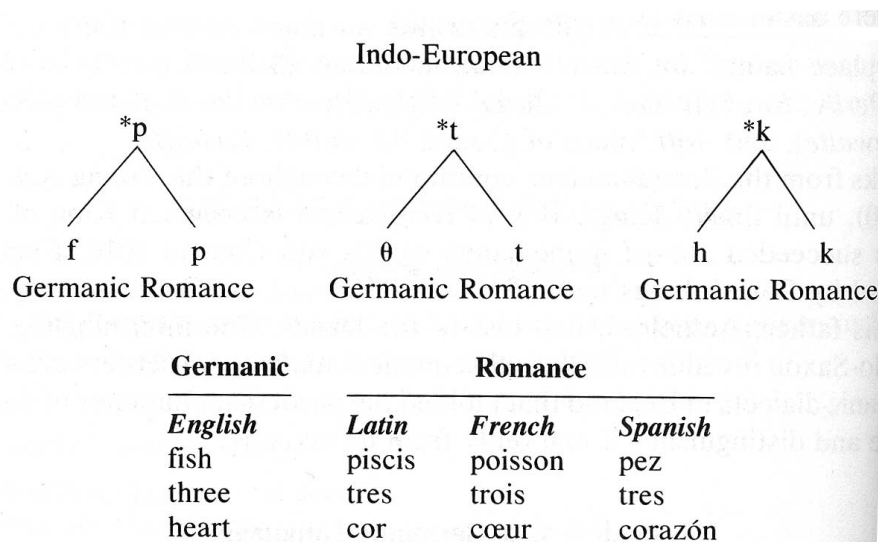 Indo-European
*p *t *k
f p θ t h k
Germanic Romance Germanic Romance Germanic Romance
Germanic Romance
English Latin French Spanish
fish piscis poisson pez
three tres trois tres
heart cor cœur corazón